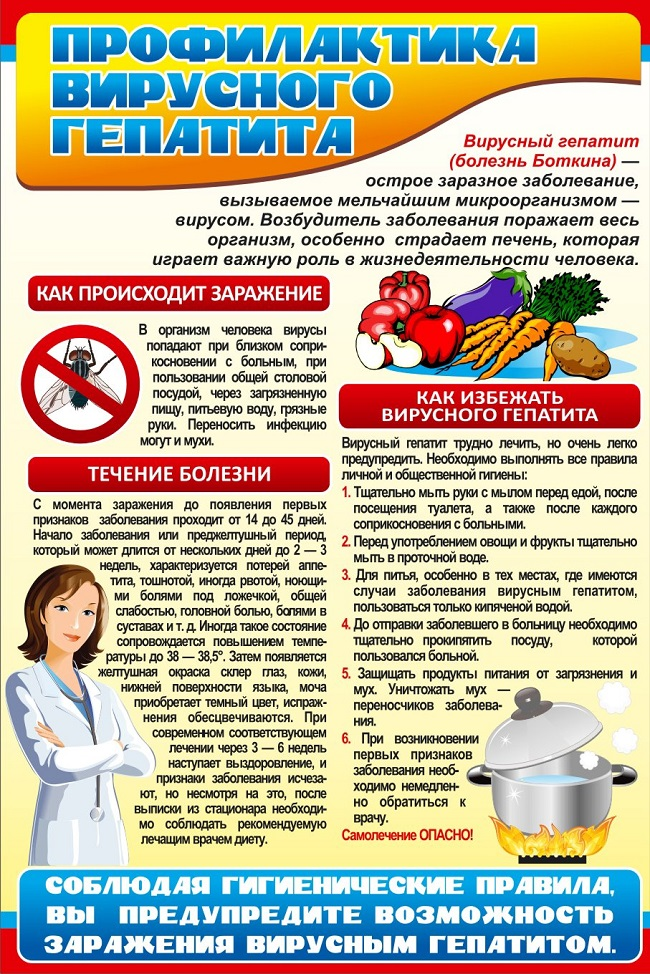 ПРОФИЛАКТИКА
ВИРУСНОГО
ГЕПАТИТА
Вирусный гепатит
(болезнь Боткина) —
острое заразное заболевание,
вызываемое мельчайшим микроорганизмом —
вирусом. Возбудитель заболевания поражает весь
организм, особенно страдает печень, которая
играет важную роль в жизнедеятельности человека.
КАК ПРОИСХОДИТ ЗАРАЖЕНИЕ
В организм человека вирусы
попадают при близком сопри-
косновении с больным, при
пользовании общей столовой
посудой, через загрязненную
пищу, питьевую воду, грязные
руки. Переносить инфекцию
могут и мухи.
ТЕЧЕНИЕ БОЛЕЗНИ
С момента заражения до появления первых
признаков заболевания проходит от 14 до 45 дней.
Начало заболевания или преджелтушный период,
который может длится от нескольких дней до 2 — 3
недель, характеризуется потерей аппе-
тита, тошнотой, иногда рвотой, ноющи-
ми болями под ложечкой, общей
слабостью, головной болью, болями в
суставах и т. д. Иногда такое состояние
сопровождается повышением темпе-
ратуры до 38 — 38,5°. Затем появляется
желтушная окраска склер глаз, кожи,
нижней поверхности языка, моча
приобретает темный цвет, испраж-
нения обесцвечиваются. При
современном соответствующем
лечении через 3 — 6 недель
наступает выздоровление, и
признаки заболевания исчеза-
ют, но несмотря на это, после
выписки из стационара необходи-
мо соблюдать рекомендуемую
лечащим врачем диету.
КАК ИЗБЕЖАТЬ
ВИРУСНОГО ГЕПАТИТА
Вирусный гепатит трудно лечить, но очень легко
предупредить. Необходимо выполнять все правила
личной и общественной гигиены:
1. Тщательно мыть руки с мылом перед едой, после
посещения туалета, а также после каждого
соприкосновения с больными.
2. Перед употреблением овощи и фрукты тщательно
мыть в проточной воде.
3. Для питья, особенно в тех местах, где имеются
случаи заболевания вирусным гепатитом,
пользоваться только кипяченой водой.
4. До отправки заболевшего в больницу необходимо
тщательно прокипятить посуду, которой
пользовался больной.
5. Защищать продукты питания от загрязнения и
мух. Уничтожать мух —
переносчиков заболева-
ния.
6. При возникновении
первых признаков
заболевания необ-
ходимо немедлен-
но обратиться к
врачу.
Самолечение ОПАСНО!
СОБЛЮДАЯ ГИГИЕНИЧЕСКИЕ ПРАВИЛА,
ВЫ ПРЕДУПРЕДИТЕ ВОЗМОЖНОСТЬ
ЗАРАЖЕНИЯ ВИРУСНЫМ ГЕПАТИТОМ.